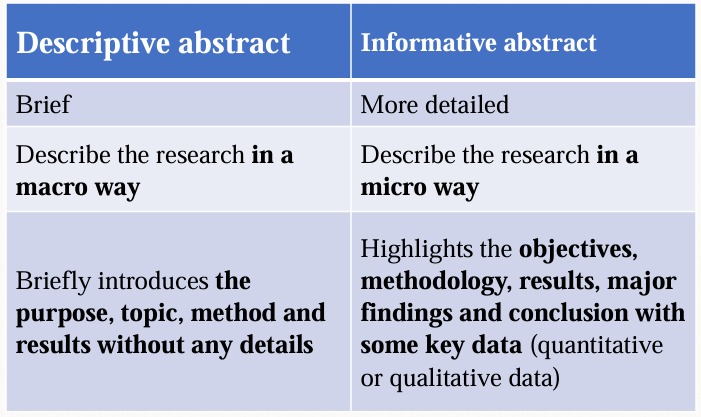 Descriptive abstract
Informative abstract
Brief
More detailed
Describe the research in a
macro way
Describe the research in a
micro way
Briefly introduces the
purpose, topic, method and
results without any details
Highlights the objectives,
methodology, results, major
findings and conclusion with
some key data (quantitative
or qualitative data)